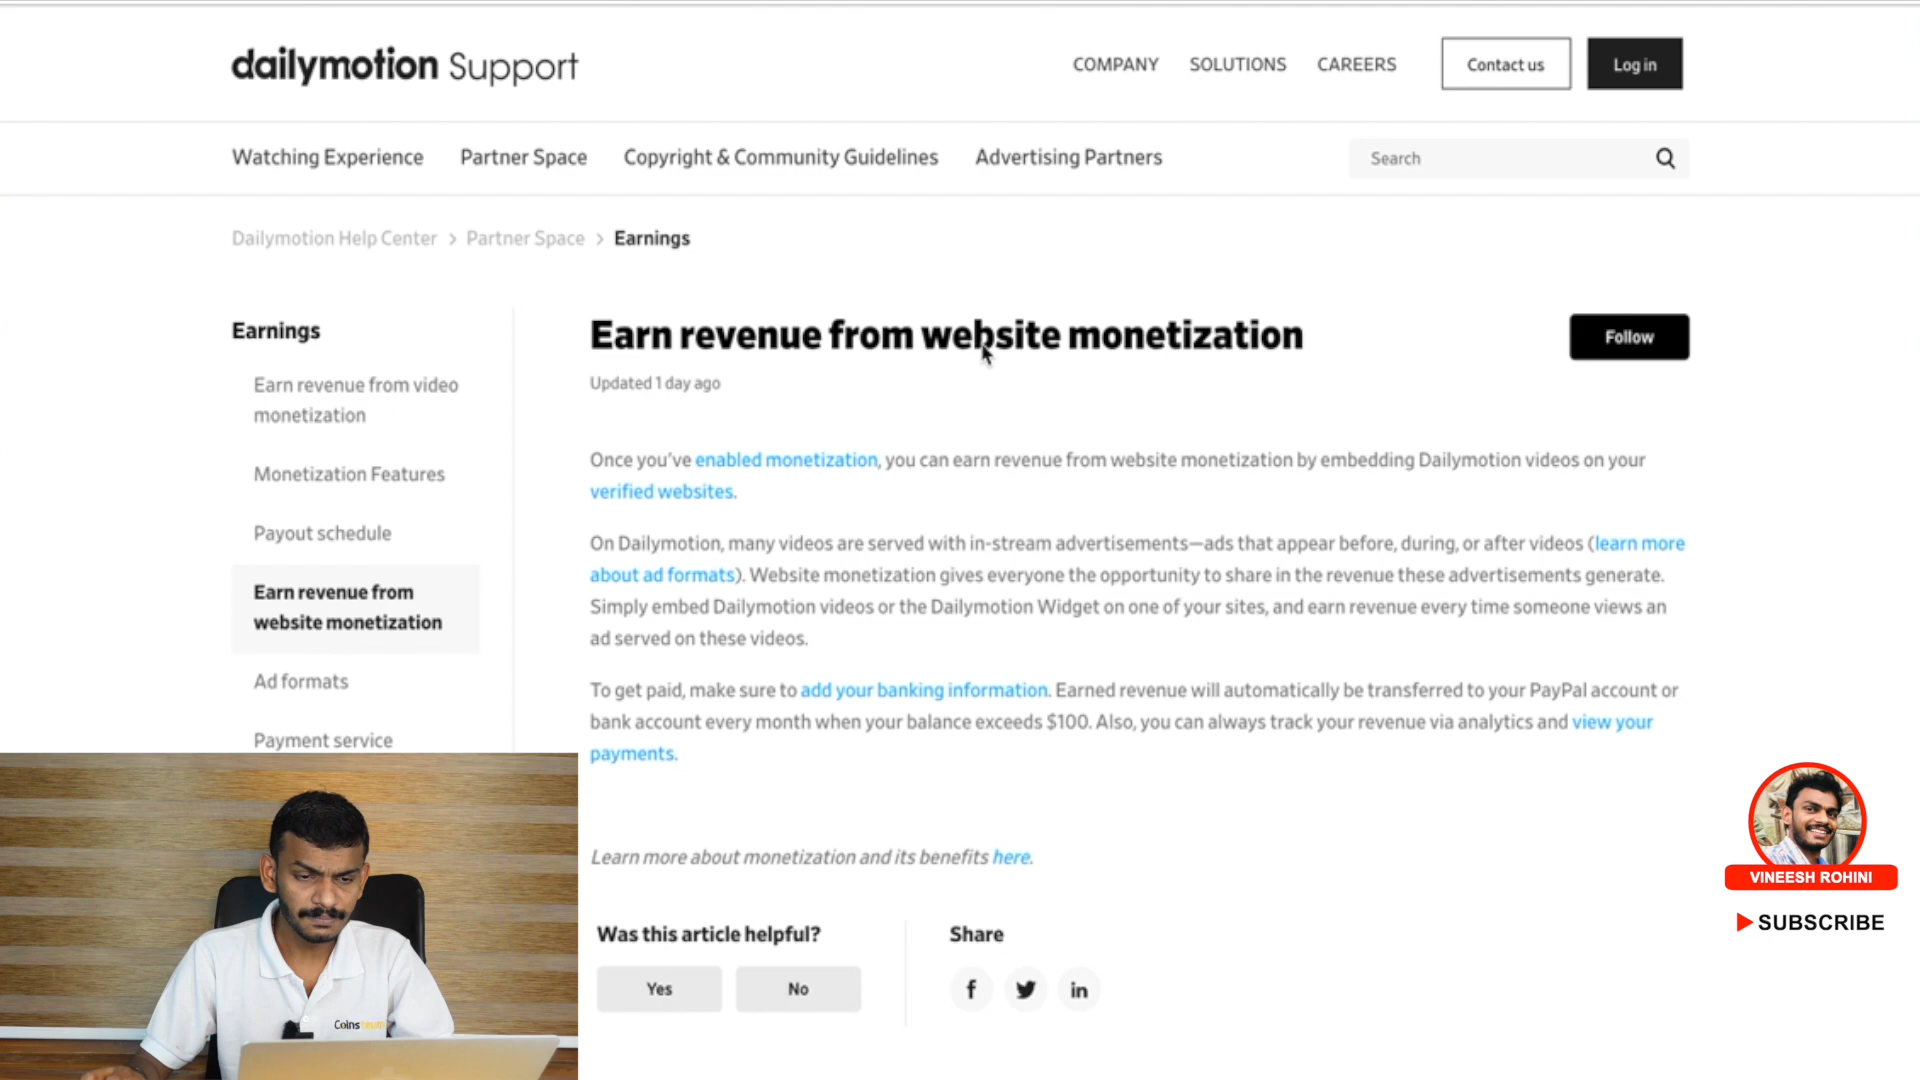 dailymotion Support
COMPANY SOLUTIONS CAREERS Contact us Log in
Watching Experience Partner Space Copyright & Community Guidelines Advertising Partners Search
Dailymotion Help Center > Partner Space > Earnings
Earnings
Earn revenue from video
monetization
Monetization Features
Payout schedule
Earn revenue from
website monetization
Ad formats
Payment service
Earn revenue from website monetization
Follow
Updated 1 day ago
Once you've enabled monetization, you can earn revenue from website monetization by embedding Dailymotion videos on your
verified websites.
On Dailymotion, many videos are served with in-stream advertisements—ads that appear before, during, or after videos (learn more
about ad formats). Website monetization gives everyone the opportunity to share in the revenue these advertisements generate.
Simply embed Dailymotion videos or the Dailymotion Widget on one of your sites, and earn revenue every time someone views an
ad served on these videos.
To get paid, make sure to add your banking information. Earned revenue will automatically be transferred to your PayPal account or
bank account every month when your balance exceeds $100. Also, you can always track your revenue via analytics and view your
payments.
Learn more about monetization and its benefits here.
Was this article helpful?
Yes No
Share
f in
Coinsteum
VINEESH ROHINI
SUBSCRIBE